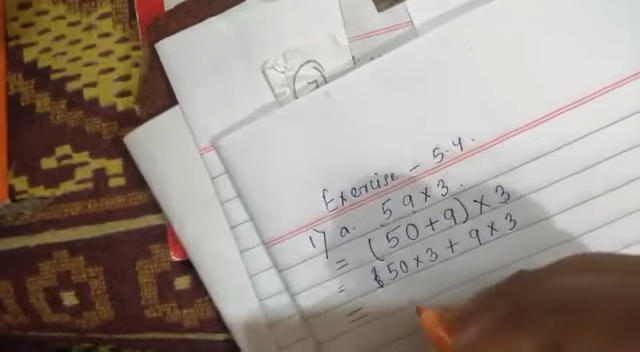 Exercise - 5.4.
1) a. 59 × 3.
= (50 + 9) × 3
= 50 × 3 + 9 × 3
=